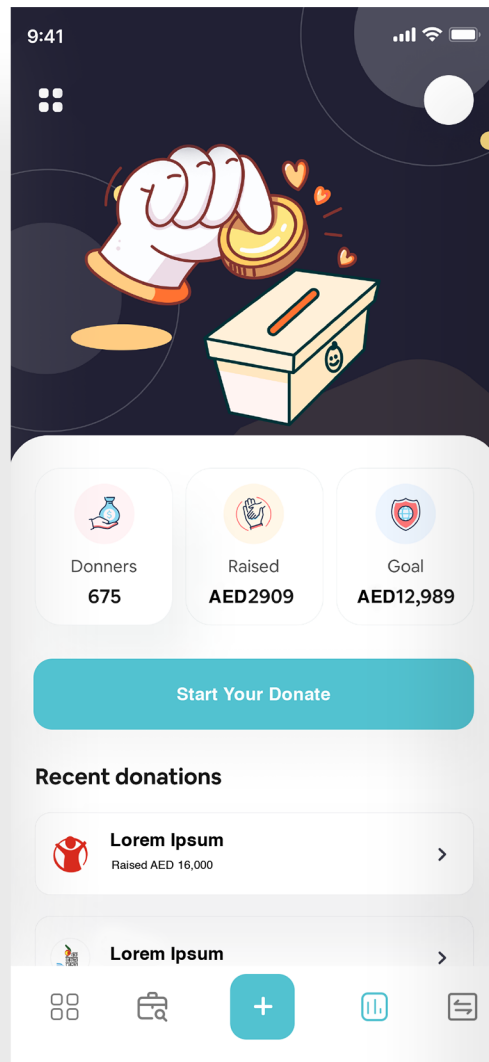 9:41
Donners
675
Raised
AED2909
Goal
AED12,989
Start Your Donate
Recent donations
Lorem Ipsum
Raised AED 16,000
Lorem Ipsum